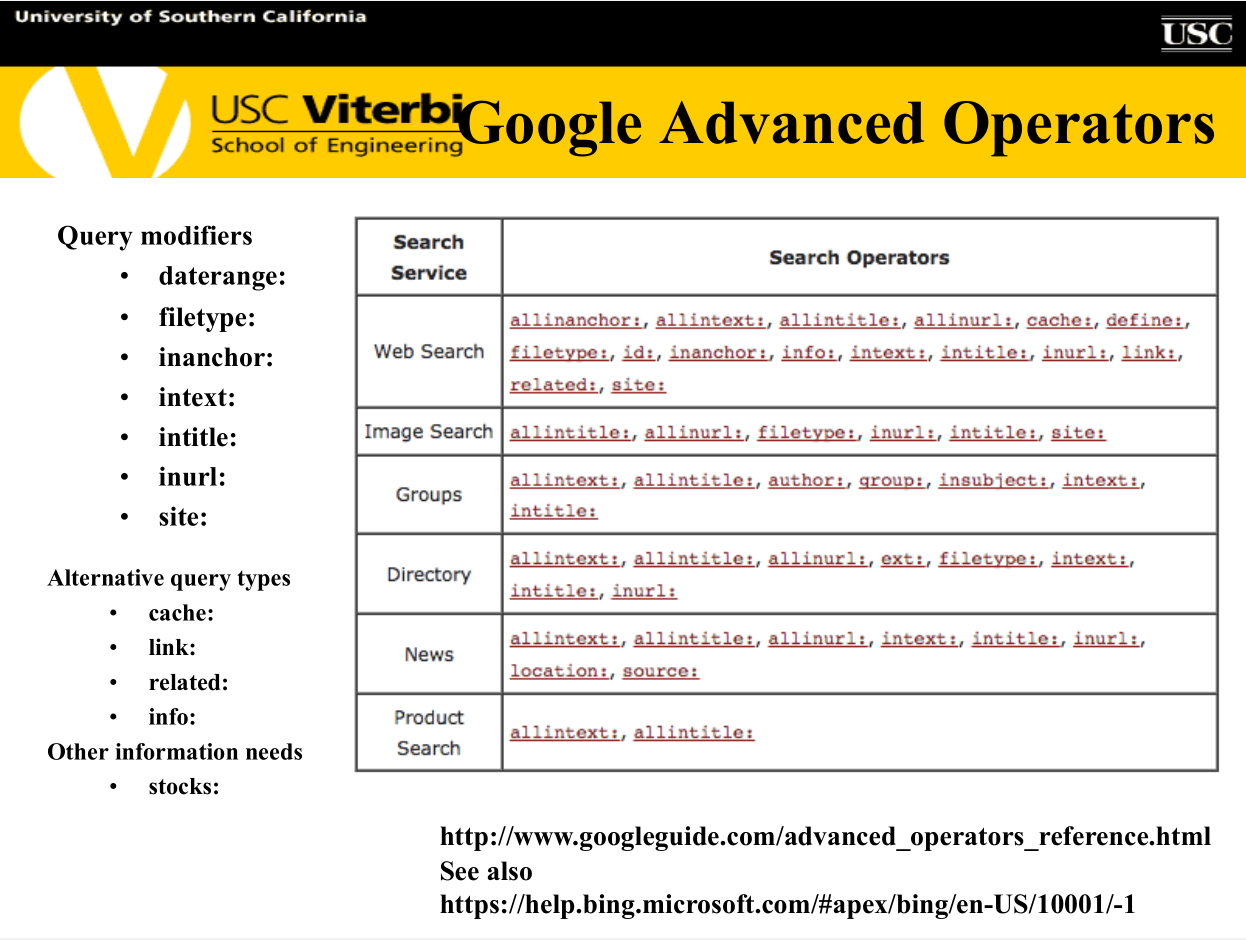 University of Southern California
USC
USC Viterbi
School of Engineering
Google Advanced Operators
Query modifiers
• daterange:
• filetype:
• inanchor:
• intext:
• intitle:
• inurl:
• site:
Alternative query types
• cache:
• link:
• related:
• info:
Other information needs
• stocks:
Search
Service
Search Operators
Web Search
allinanchor:, allintext:, allintitle:, allinurl:, cache:, define:,
filetype:, id:, inanchor:, info:, intext:, intitle:, inurl:, link:,
related:, site:
Image Search
allintitle:, allinurl:, filetype:, inurl:, intitle:, site:
Groups
allintext:, allintitle:, author:, group:, insubject:, intext:,
intitle:
Directory
allintext:, allintitle:, allinurl:, ext:, filetype:, intext:,
intitle:, inurl:
News
allintext:, allintitle:, allinurl:, intext:, intitle:, inurl:,
location:, source:
Product
Search
allintext:, allintitle:
http://www.googleguide.com/advanced_operators_reference.html
See also
https://help.bing.microsoft.com/#apex/bing/en-US/10001/-1